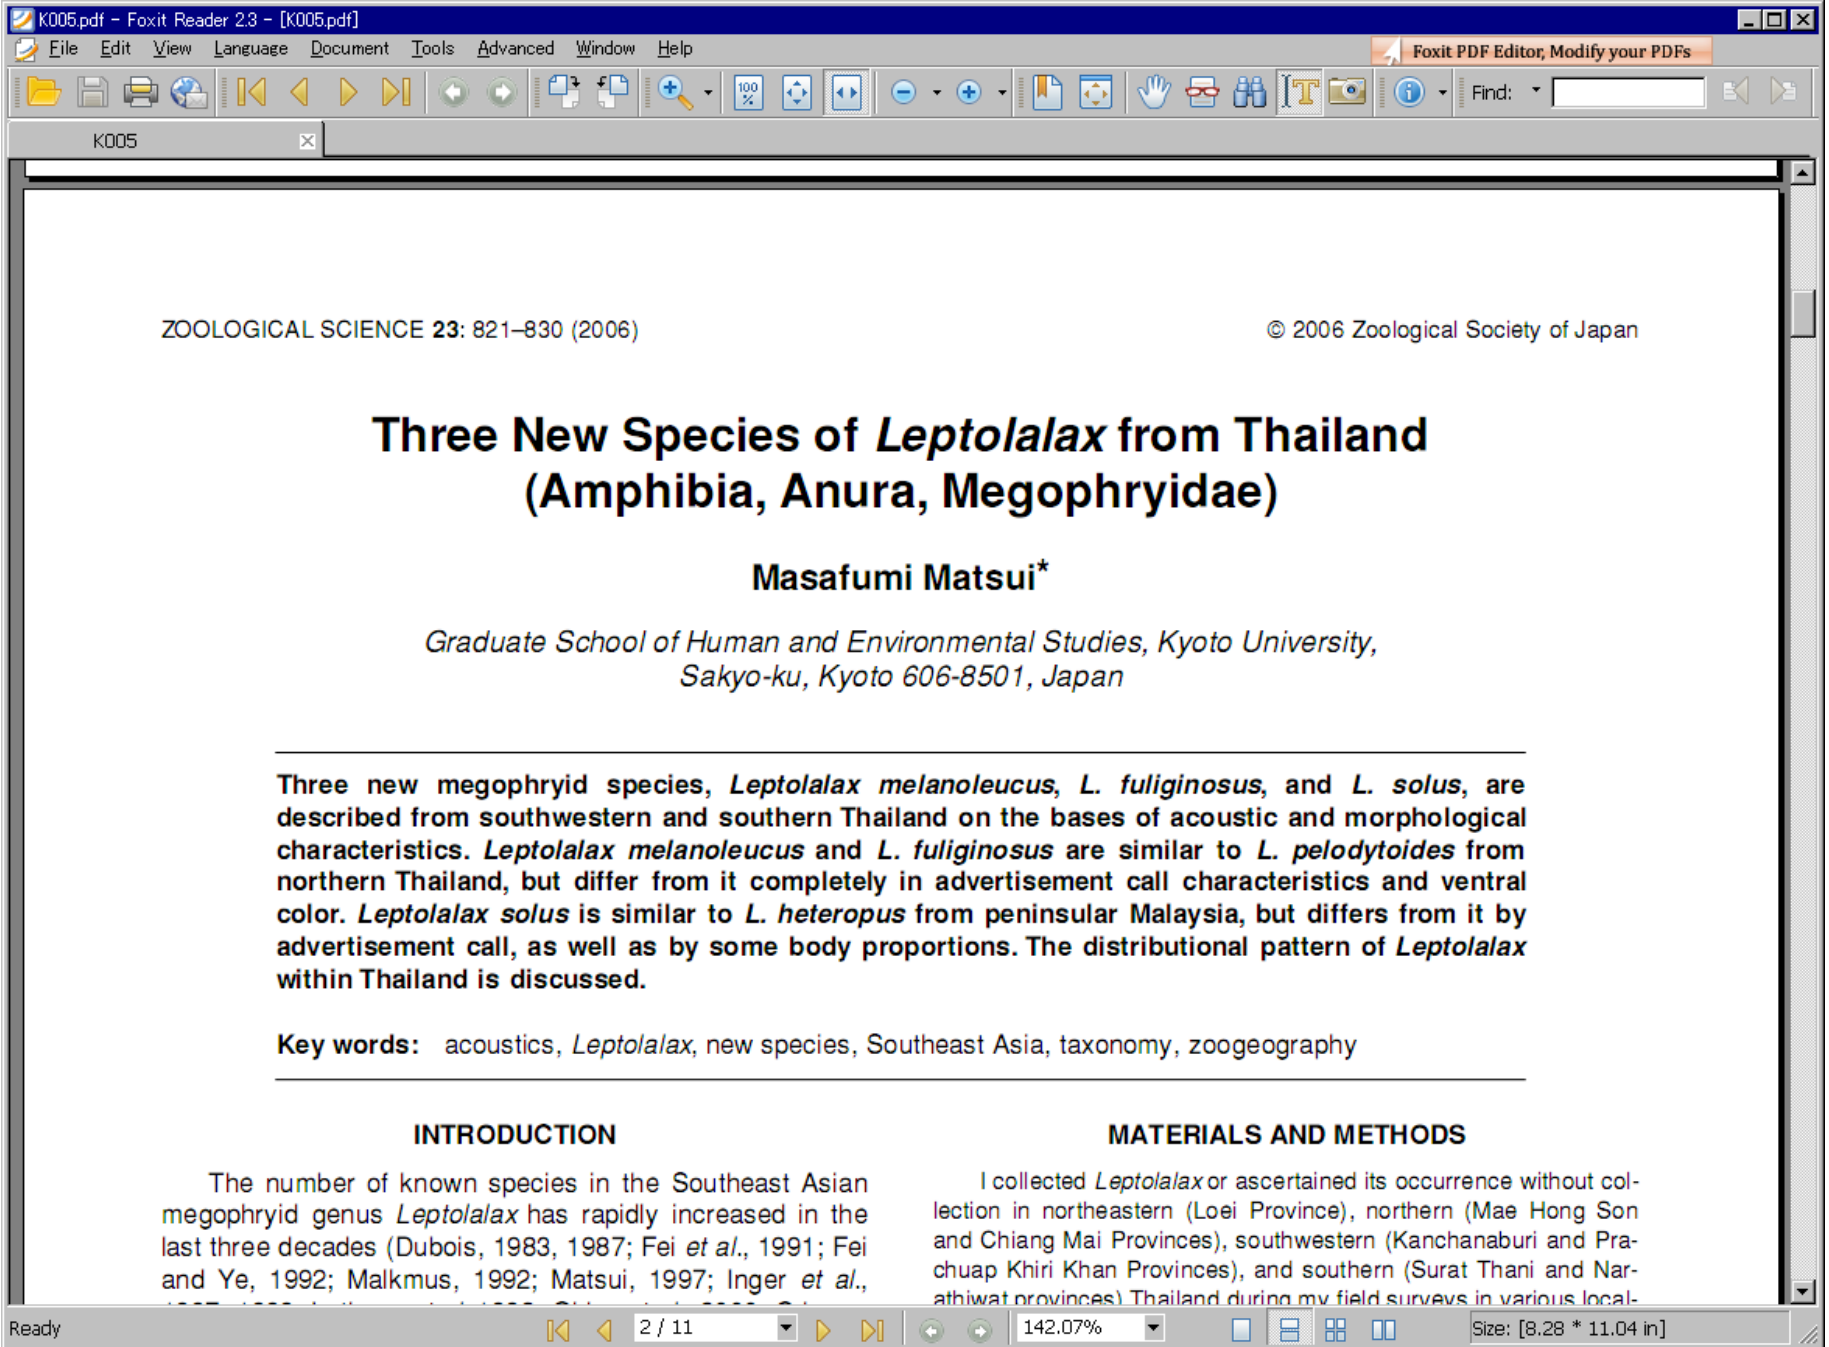 K005.pdf - Foxit Reader 2.3 - [K005.pdf]
File Edit View Language Document Tools Advanced Window Help
Foxit PDF Editor, Modify your PDFs
100 %
Find:
K005
ZOOLOGICAL SCIENCE 23: 821–830 (2006)
© 2006 Zoological Society of Japan
Three New Species of Leptolalax from Thailand
(Amphibia, Anura, Megophryidae)
Masafumi Matsui*
Graduate School of Human and Environmental Studies, Kyoto University,
Sakyo-ku, Kyoto 606-8501, Japan
Three new megophryid species, Leptolalax melanoleucus, L. fuliginosus, and L. solus, are
described from southwestern and southern Thailand on the bases of acoustic and morphological
characteristics. Leptolalax melanoleucus and L. fuliginosus are similar to L. pelodytoides from
northern Thailand, but differ from it completely in advertisement call characteristics and ventral
color. Leptolalax solus is similar to L. heteropus from peninsular Malaysia, but differs from it by
advertisement call, as well as by some body proportions. The distributional pattern of Leptolalax
within Thailand is discussed.
Key words: acoustics, Leptolalax, new species, Southeast Asia, taxonomy, zoogeography
INTRODUCTION
The number of known species in the Southeast Asian
megophryid genus Leptolalax has rapidly increased in the
last three decades (Dubois, 1983, 1987; Fei et al., 1991; Fei
and Ye, 1992; Malkmus, 1992; Matsui, 1997; Inger et al.,
MATERIALS AND METHODS
I collected Leptolalax or ascertained its occurrence without col-
lection in northeastern (Loei Province), northern (Mae Hong Son
and Chiang Mai Provinces), southwestern (Kanchanaburi and Pra-
chuap Khiri Khan Provinces), and southern (Surat Thani and Nar-
athiwat provinces) Thailand during my field surveys in various local-
Ready
2 / 11
142.07%
Size: [8.28 * 11.04 in]